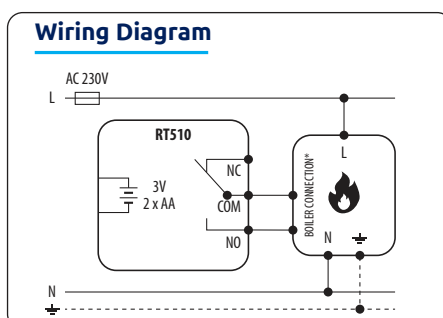 Wiring Diagram
AC 230V
L
RT510
NC
3V
2 x AA
COM
NO
BOILER CONNECTION*
L
N
N